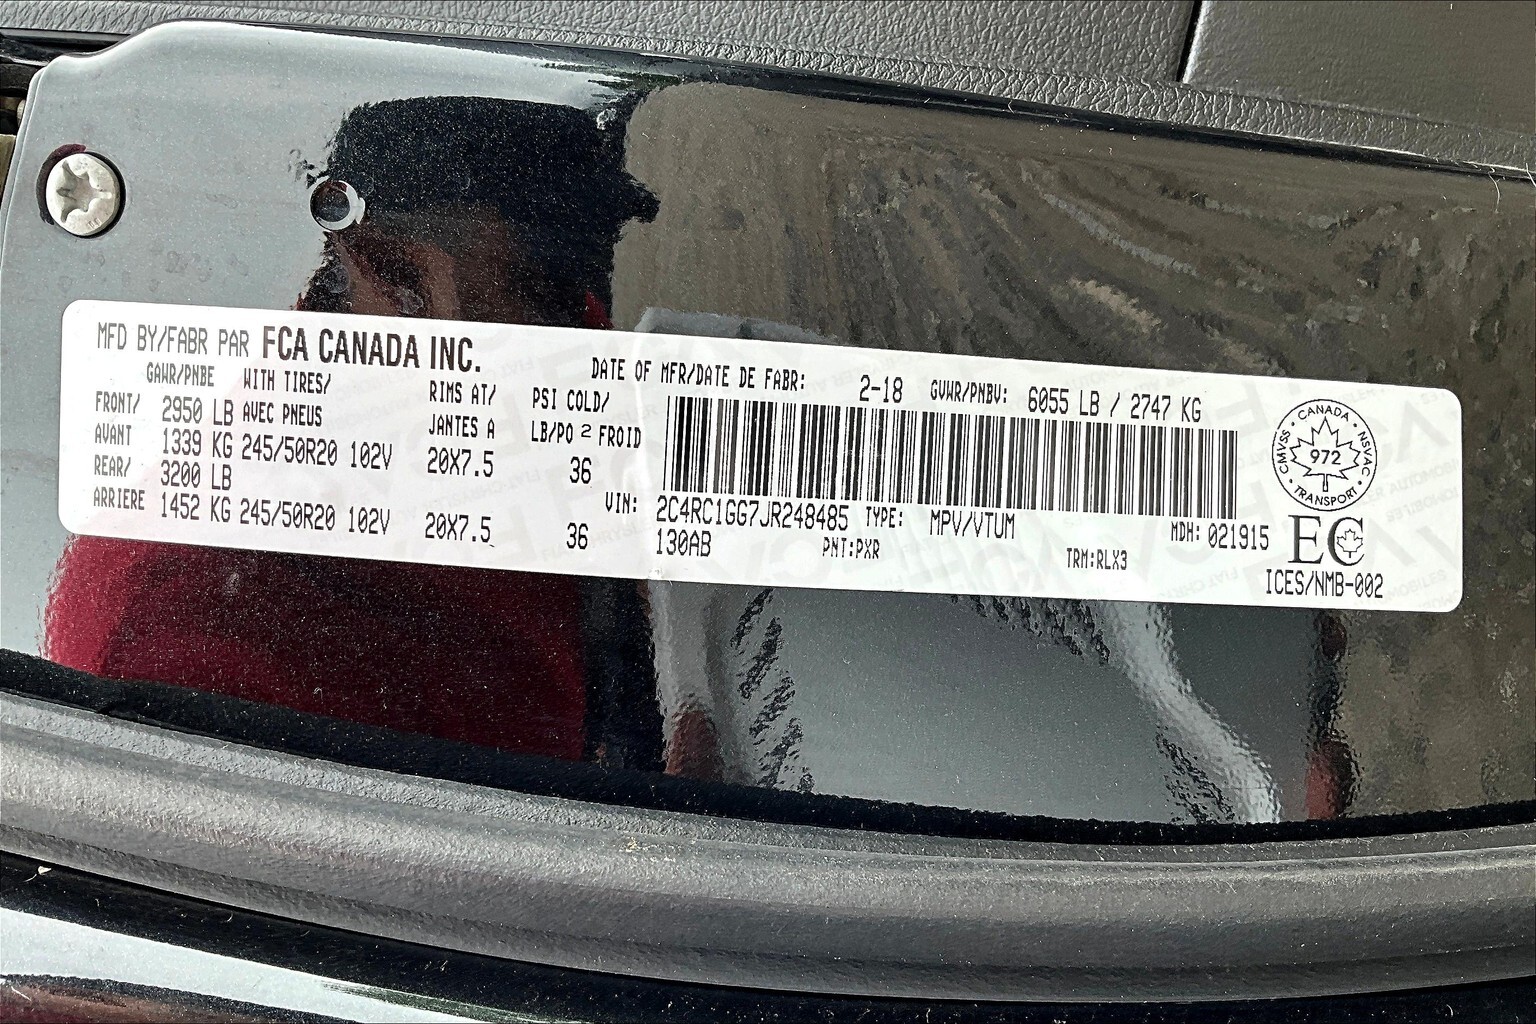 MFD BY/FABR PAR FCA CANADA INC.
DATE OF MFR/DATE DE FABR: 2-18 GVWR/PNBV: 6055 LB / 2747 KG
GAWR/PNBE WITH TIRES/ RIMS AT/ PSI COLD/
AVEC PNEUS JANTES A LB/PO 2 FROID
FRONT/ 2950 LB
AVANT 1339 KG 245/50R20 102V 20X7.5 36
REAR/ 3200 LB
ARRIERE 1452 KG 245/50R20 102V 20X7.5 36
VIN: 2C4RC1GG7JR248485 TYPE: MPV/VTUM MDH: 021915
130AB PNT:PXR TRM:RLX3
CANADA
CMVSS NSVAC
972
TRANSPORT
EC
ICES/NMB-002